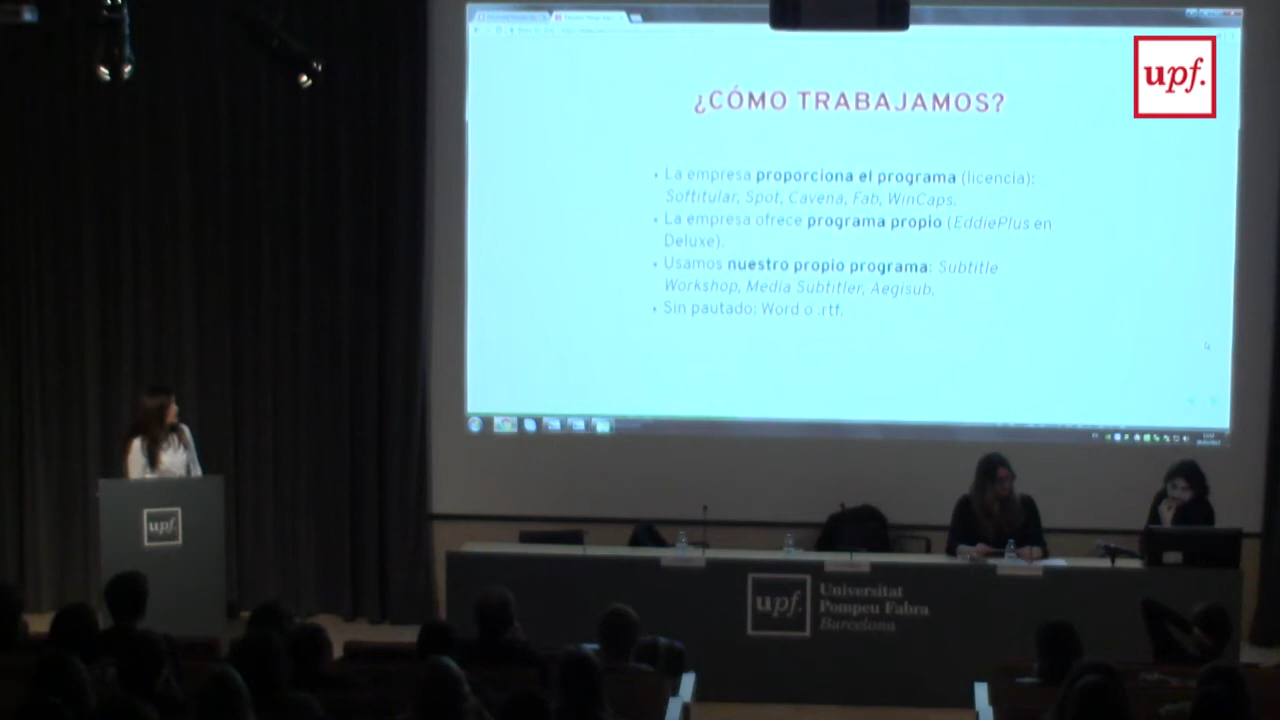 upf.
¿CÓMO TRABAJAMOS?
• La empresa proporciona el programa (licencia):
Softitular, Spot, Cavena, Fab, WinCaps.
• La empresa ofrece programa propio (EddiePlus en
Deluxe).
• Usamos nuestro propio programa: Subtitle
Workshop, Media Subtitler, Aegisub.
• Sin pautado: Word o .rtf.
upf.
upf.
Universitat
Pompeu Fabra
Barcelona